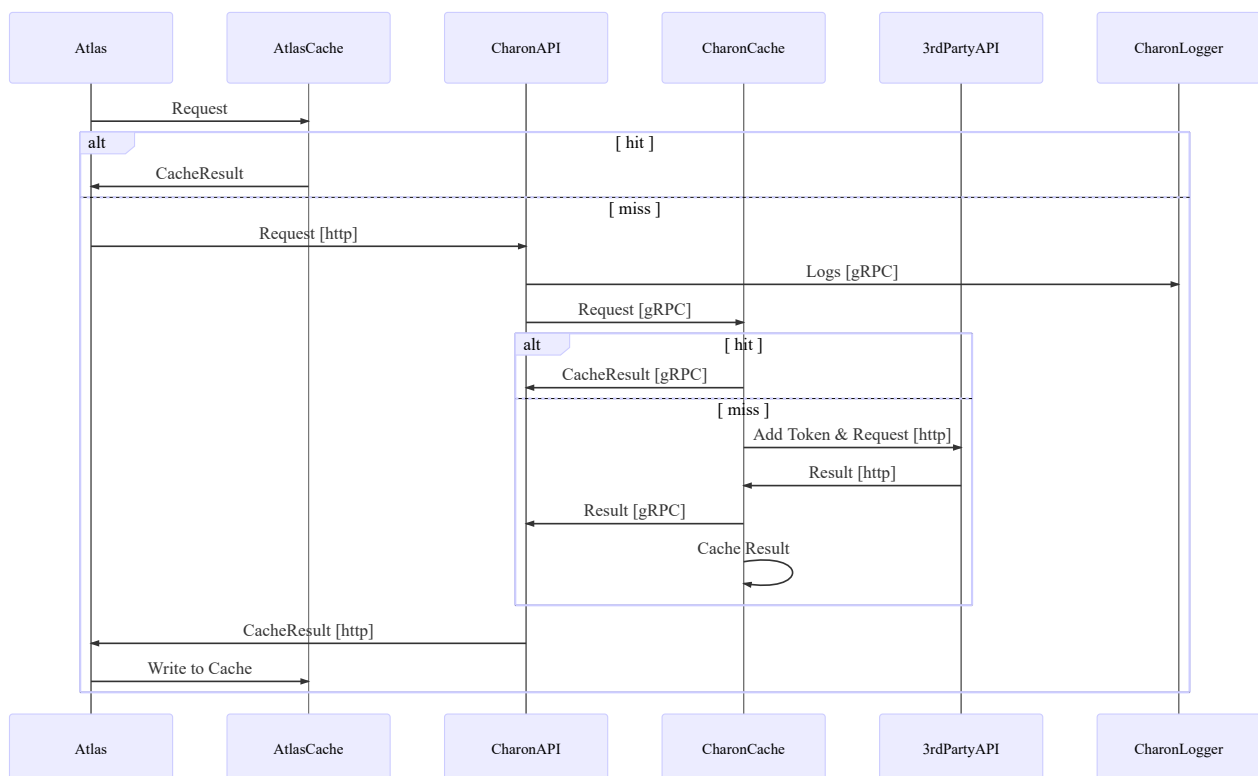 Atlas
AtlasCache
CharonAPI
CharonCache
3rdPartyAPI
CharonLogger
Request
alt
[ hit ]
CacheResult
[ miss ]
Request [http]
Logs [gRPC]
Request [gRPC]
alt
[ hit ]
CacheResult [gRPC]
[ miss ]
Add Token & Request [http]
Result [http]
Result [gRPC]
Cache Result
CacheResult [http]
Write to Cache
Atlas
AtlasCache
CharonAPI
CharonCache
3rdPartyAPI
CharonLogger